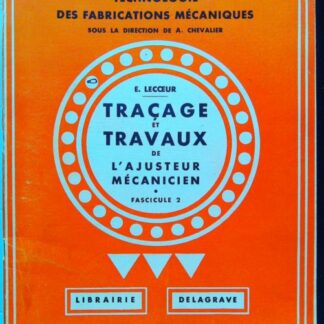 TECHNOLOGIE
DES FABRICATIONS MÉCANIQUES
SOUS LA DIRECTION DE A. CHEVALIER
E. LECŒUR
TRAÇAGE
ET
TRAVAUX
DE
L'AJUSTEUR
MÉCANICIEN
FASCICULE 2
LIBRAIRIE DELAGRAVE